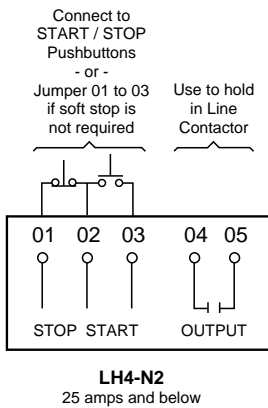 Connect to
START / STOP
Pushbuttons
- or -
Jumper 01 to 03
if soft stop is
not required
Use to hold
in Line
Contactor
01 02 03 04 05
STOP START OUTPUT
LH4-N2
25 amps and below